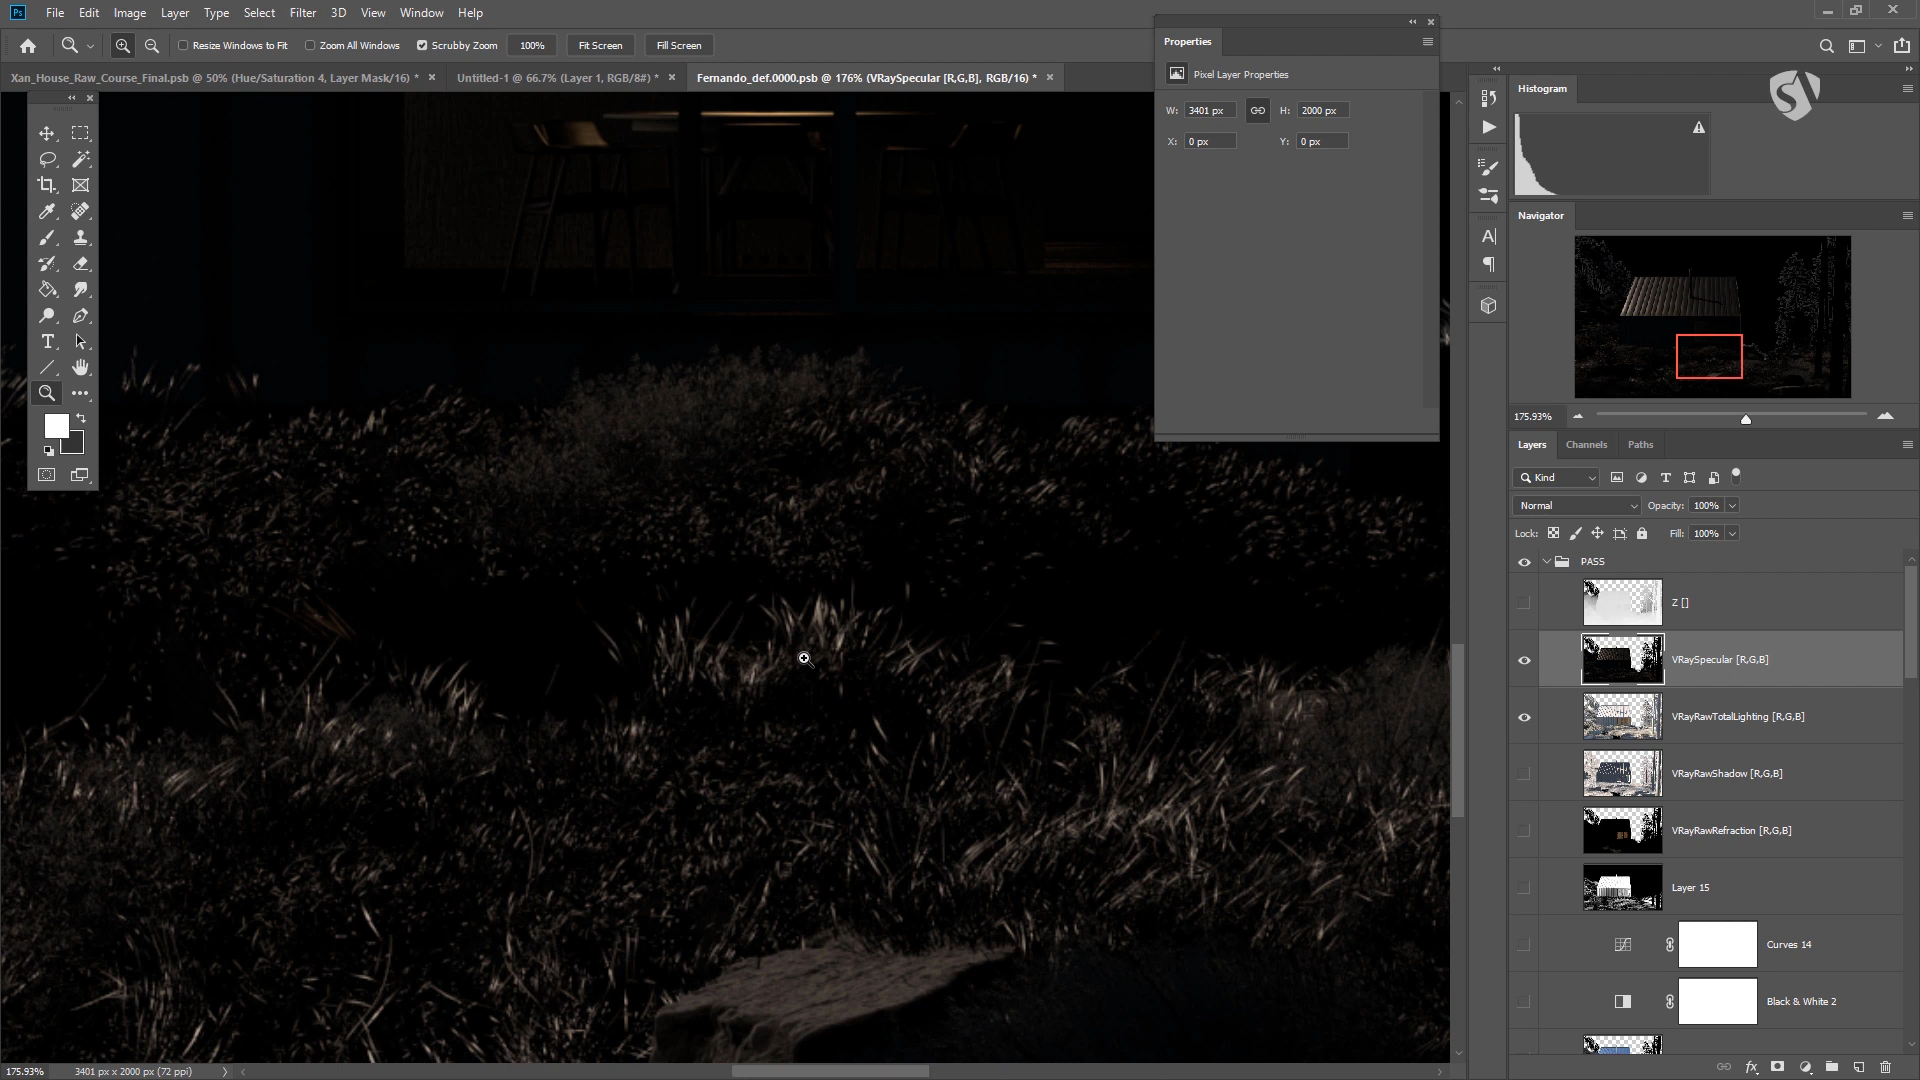 Ps File Edit Image Layer Type Select Filter 3D View Window Help
Resize Windows to Fit Zoom All Windows Scrubby Zoom 100% Fit Screen Fill Screen
Xan_House_Raw_Course_Final.psb @ 50% (Hue/Saturation 4, Layer Mask/16) * × Untitled-1 @ 66.7% (Layer 1, RGB/8#) * × Fernando_def.0000.psb @ 176% (VRaySpecular [R,G,B], RGB/16) * ×
Properties
Pixel Layer Properties
W: 3401 px H: 2000 px
X: 0 px Y: 0 px
Histogram
Navigator
175.93%
Layers Channels Paths
Kind
Normal Opacity: 100%
Lock: Fill: 100%
PASS
Z []
VRaySpecular [R,G,B]
VRayRawTotalLighting [R,G,B]
VRayRawShadow [R,G,B]
VRayRawRefraction [R,G,B]
Layer 15
Curves 14
Black & White 2
175.93% 3401 px x 2000 px (72 ppi)